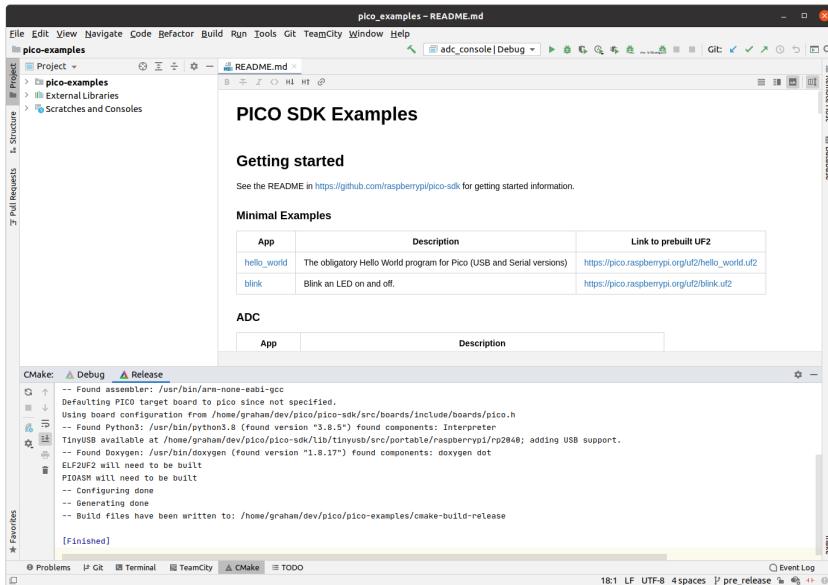 pico_examples – README.md
File Edit View Navigate Code Refactor Build Run Tools Git TeamCity Window Help
pico-examples
adc_console | Debug
Git:
Project
README.md
pico-examples
External Libraries
Scratches and Consoles
Project
Structure
Pull Requests
Favorites
B I H↓ H↑
PICO SDK Examples
Getting started
See the README in https://github.com/raspberrypi/pico-sdk for getting started information.
Minimal Examples
App Description Link to prebuilt UF2
hello_world The obligatory Hello World program for Pico (USB and Serial versions) https://pico.raspberrypi.org/uf2/hello_world.uf2
blink Blink an LED on and off. https://pico.raspberrypi.org/uf2/blink.uf2
ADC
App Description
CMake: Debug Release
-- Found assembler: /usr/bin/arm-none-eabi-gcc
Defaulting PICO target board to pico since not specified.
Using board configuration from /home/graham/dev/pico/pico-sdk/src/boards/include/boards/pico.h
-- Found Python3: /usr/bin/python3.8 (found version "3.8.5") found components: Interpreter
TinyUSB available at /home/graham/dev/pico/pico-sdk/lib/tinyusb/src/portable/raspberrypi/rp2040; adding USB support.
-- Found Doxygen: /usr/bin/doxygen (found version "1.8.17") found components: doxygen dot
ELF2UF2 will need to be built
PIOASM will need to be built
-- Configuring done
-- Generating done
-- Build files have been written to: /home/graham/dev/pico/pico-examples/cmake-build-release
[Finished]
Problems Git Terminal TeamCity CMake TODO Event Log
18:1 LF UTF-8 4 spaces pre_release